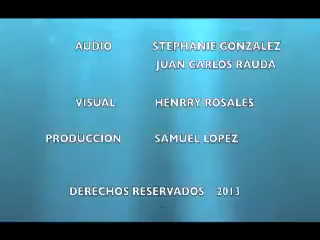 AUDIO STEPHANIE GONZALEZ
JUAN CARLOS RAUDA
VISUAL HENRRY ROSALES
PRODUCCION SAMUEL LOPEZ
DERECHOS RESERVADOS 2013